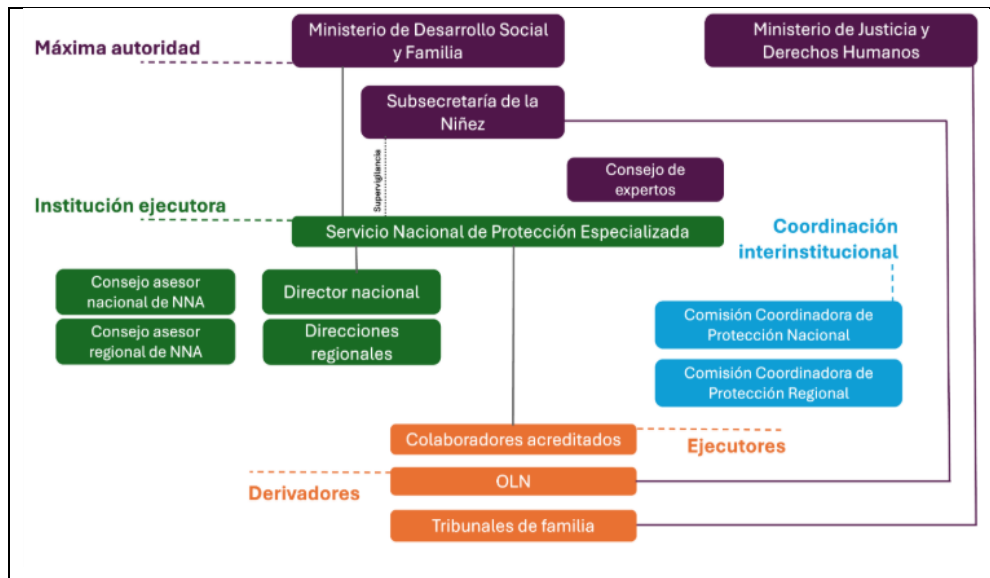 Máxima autoridad
Ministerio de Desarrollo Social
y Familia
Ministerio de Justicia y
Derechos Humanos
Subsecretaría de la
Niñez
Supervigilancia
Consejo de
expertos
Institución ejecutora
Servicio Nacional de Protección Especializada
Coordinación
interinstitucional
Consejo asesor
nacional de NNA
Director nacional
Consejo asesor
regional de NNA
Direcciones
regionales
Comisión Coordinadora de
Protección Nacional
Comisión Coordinadora de
Protección Regional
Colaboradores acreditados
Ejecutores
OLN
Derivadores
Tribunales de familia